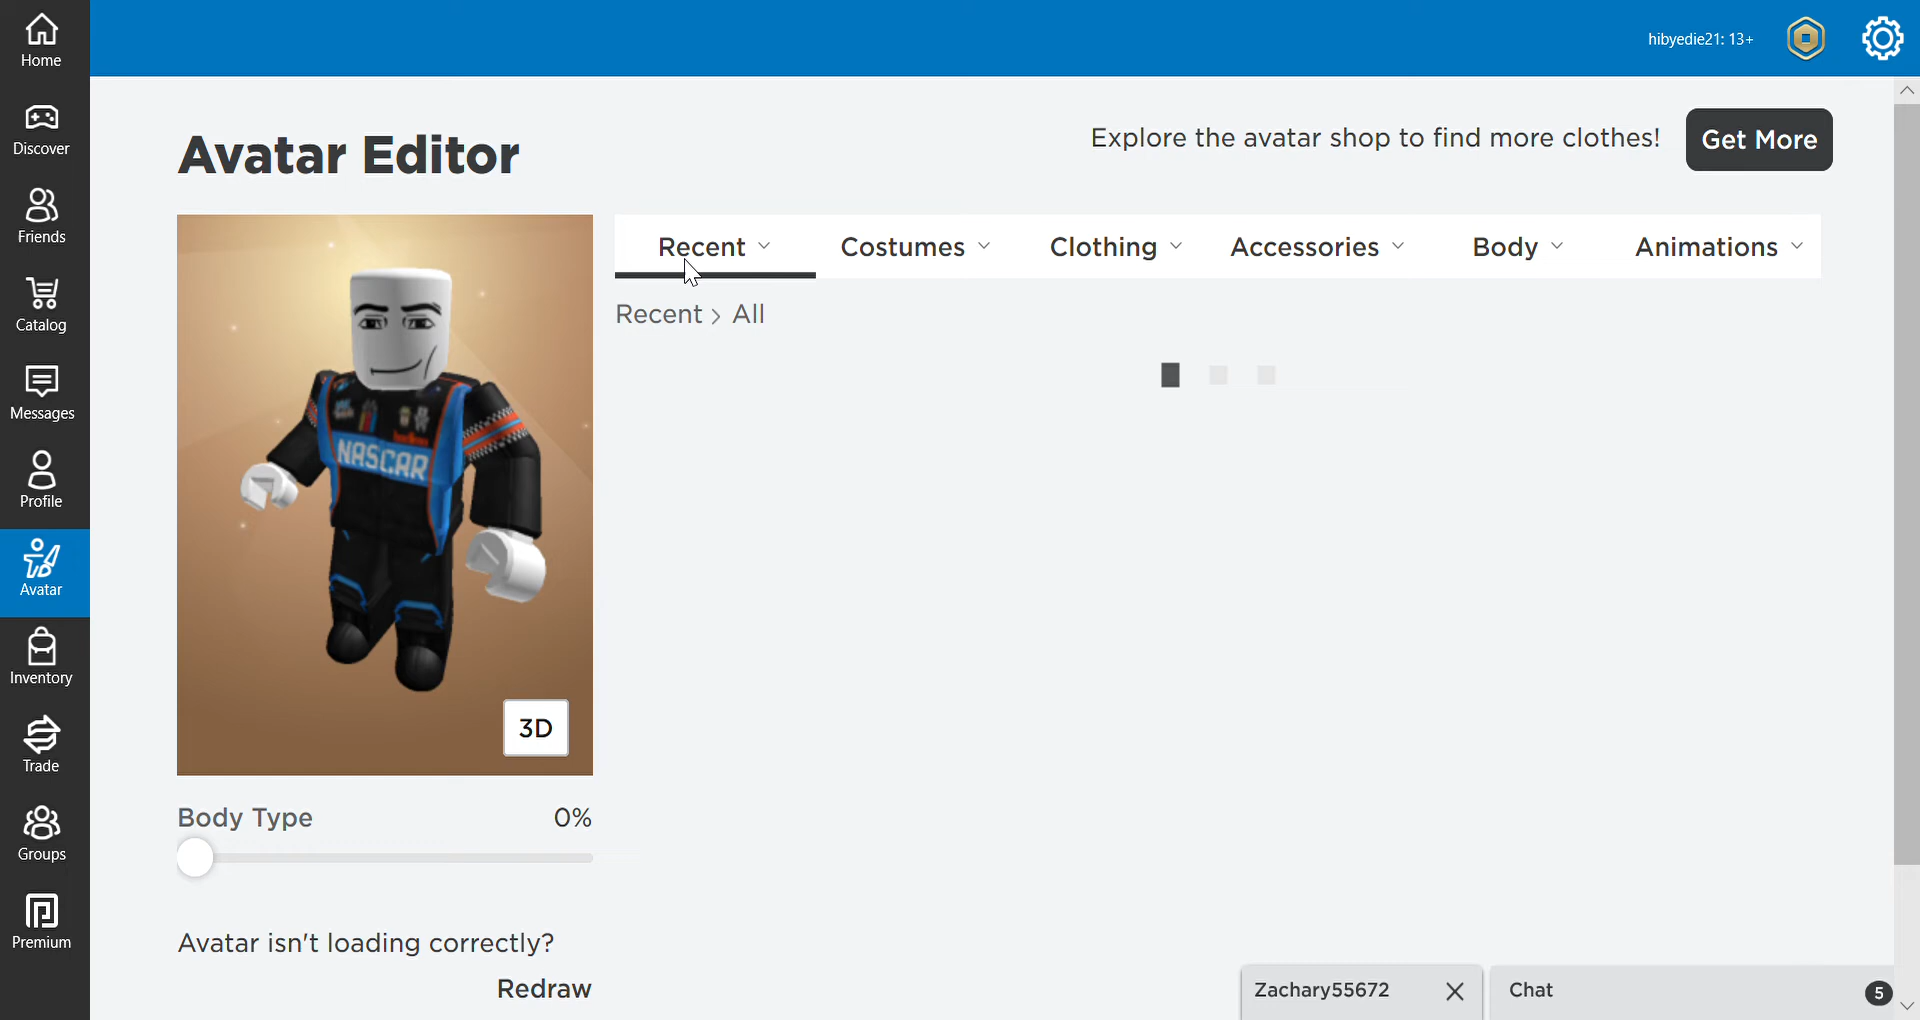 Home
Discover
Friends
Catalog
Messages
Profile
Avatar
Inventory
Trade
Groups
Premium
hibyedie21: 13+
Avatar Editor
Explore the avatar shop to find more clothes!
Get More
Recent
Costumes
Clothing
Accessories
Body
Animations
Recent > All
NASCAR
3D
Body Type 0%
Avatar isn't loading correctly?
Redraw
Zachary55672
Chat
5